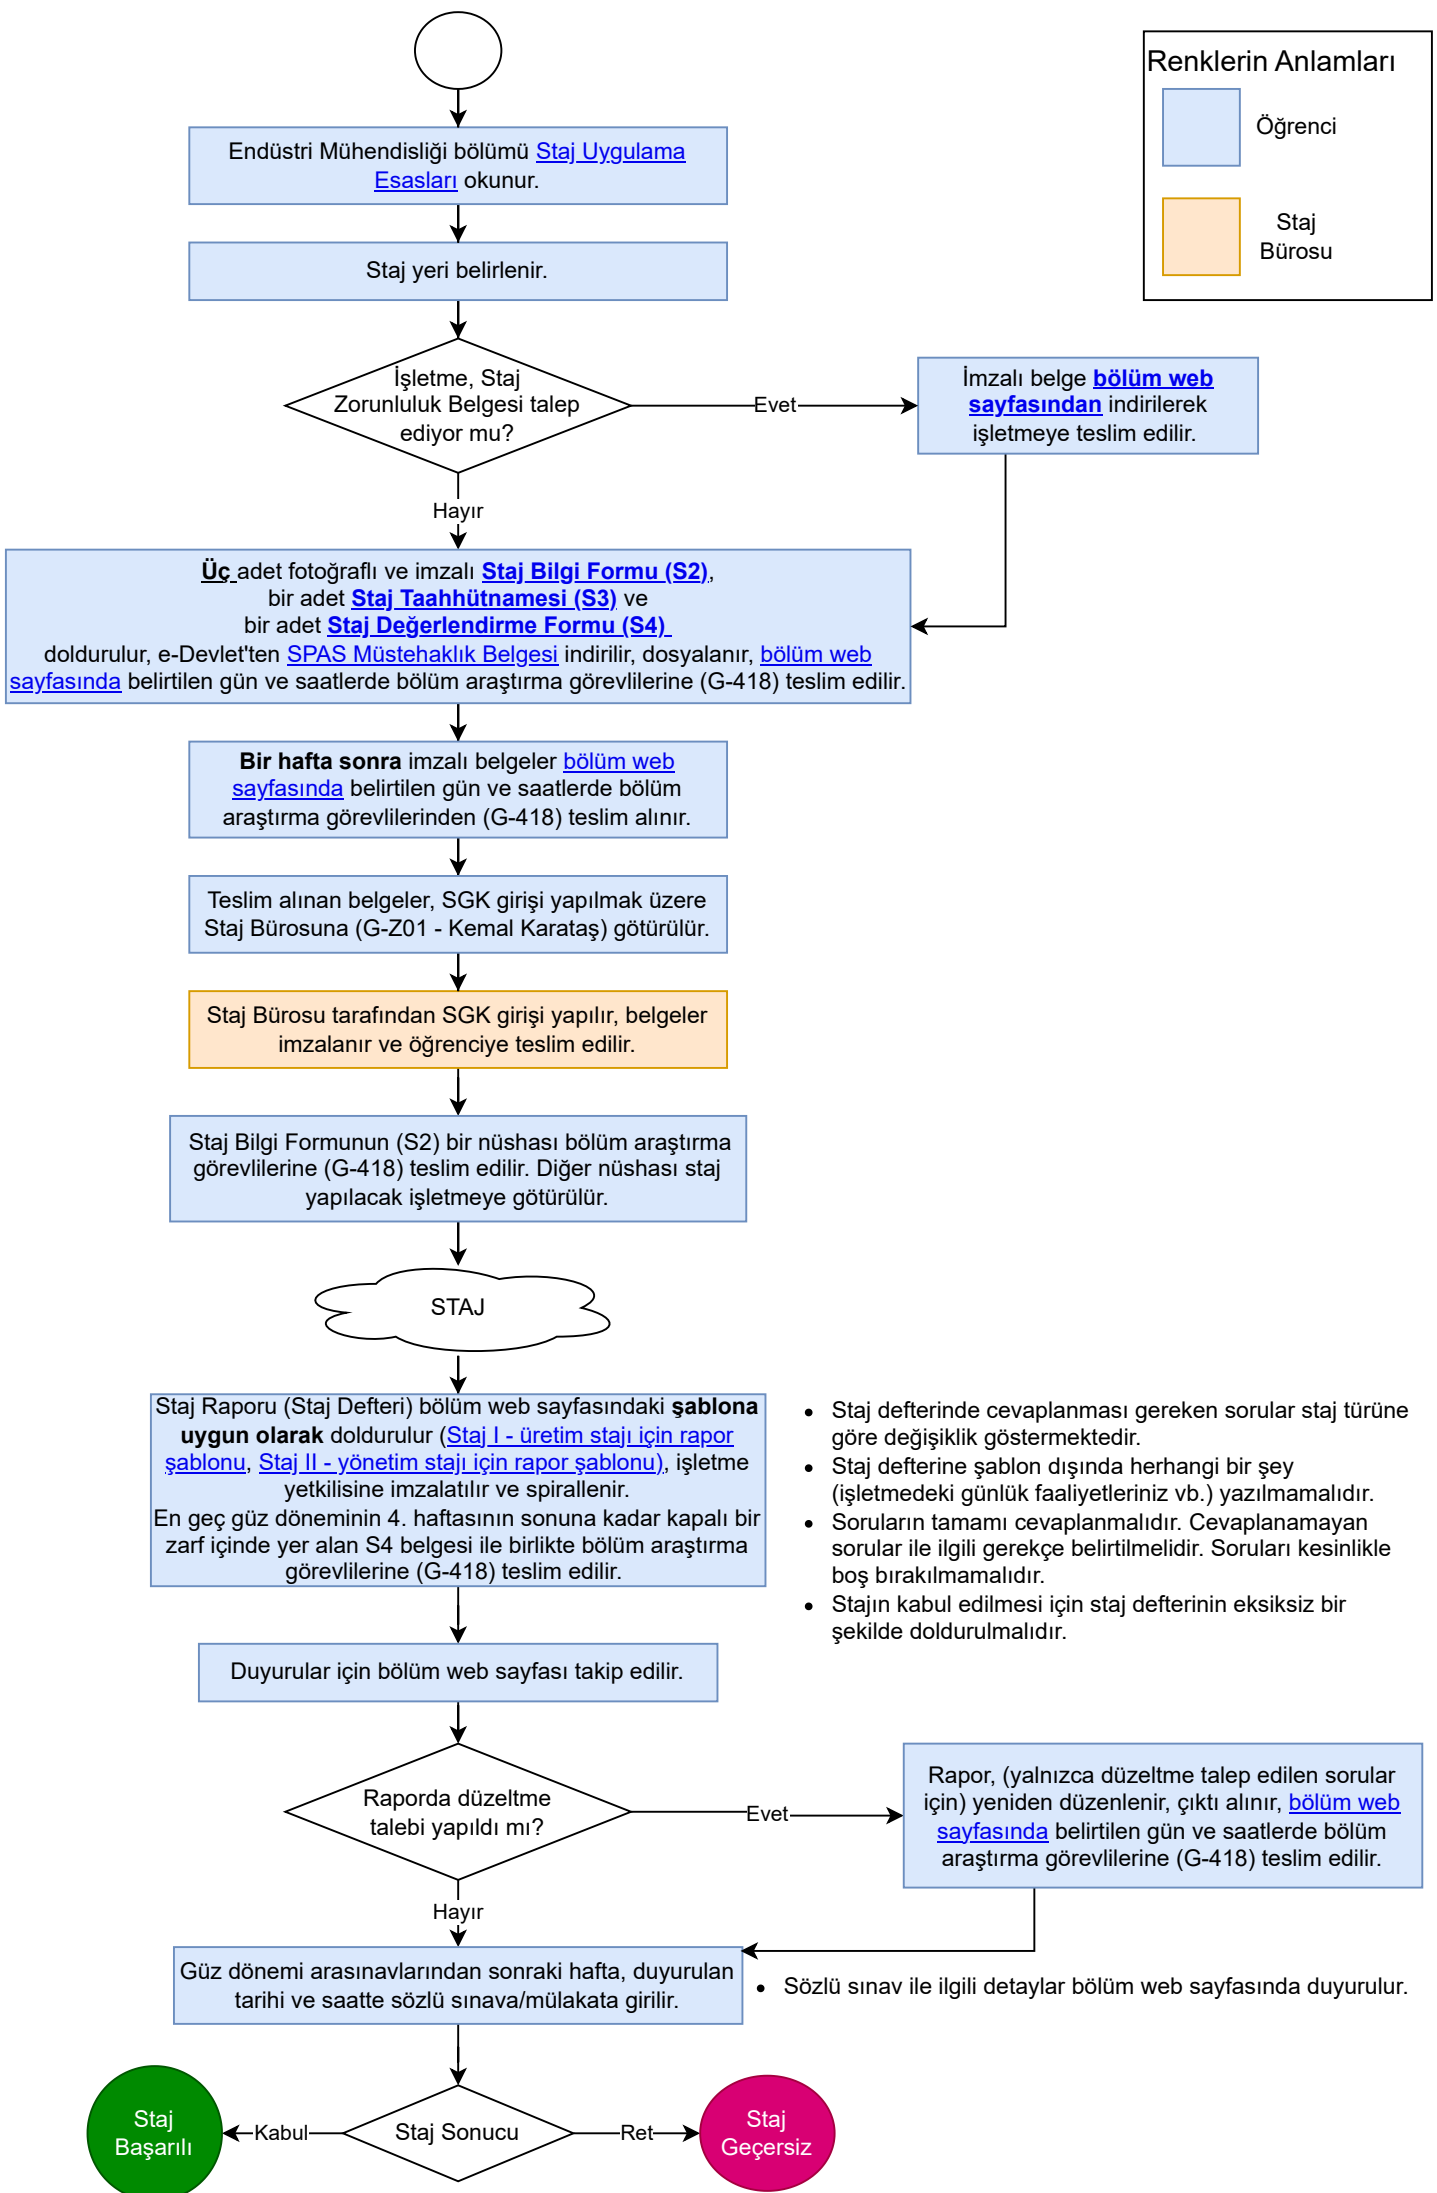 Renklerin Anlamları
Öğrenci
Staj
Bürosu
Endüstri Mühendisliği bölümü Staj Uygulama
Esasları okunur.
Staj yeri belirlenir.
İşletme, Staj
Zorunluluk Belgesi talep
ediyor mu?
Evet
İmzalı belge bölüm web
sayfasından indirilerek
işletmeye teslim edilir.
Hayır
Üç adet fotoğraflı ve imzalı Staj Bilgi Formu (S2),
bir adet Staj Taahhütnamesi (S3) ve
bir adet Staj Değerlendirme Formu (S4)
doldurulur, e-Devlet'ten SPAS Müstehaklık Belgesi indirilir, dosyalanır, bölüm web
sayfasında belirtilen gün ve saatlerde bölüm araştırma görevlilerine (G-418) teslim edilir.
Bir hafta sonra imzalı belgeler bölüm web
sayfasında belirtilen gün ve saatlerde bölüm
araştırma görevlilerinden (G-418) teslim alınır.
Teslim alınan belgeler, SGK girişi yapılmak üzere
Staj Bürosuna (G-Z01 - Kemal Karataş) götürülür.
Staj Bürosu tarafından SGK girişi yapılır, belgeler
imzalanır ve öğrenciye teslim edilir.
Staj Bilgi Formunun (S2) bir nüshası bölüm araştırma
görevlilerine (G-418) teslim edilir. Diğer nüshası staj
yapılacak işletmeye götürülür.
STAJ
Staj Raporu (Staj Defteri) bölüm web sayfasındaki şablona
uygun olarak doldurulur (Staj I - üretim stajı için rapor
şablonu, Staj II - yönetim stajı için rapor şablonu), işletme
yetkilisine imzalatılır ve spirallenir.
En geç güz döneminin 4. haftasının sonuna kadar kapalı bir
zarf içinde yer alan S4 belgesi ile birlikte bölüm araştırma
görevlilerine (G-418) teslim edilir.
• Staj defterinde cevaplanması gereken sorular staj türüne
göre değişiklik göstermektedir.
• Staj defterine şablon dışında herhangi bir şey
(işletmedeki günlük faaliyetleriniz vb.) yazılmamalıdır.
• Soruların tamamı cevaplanmalıdır. Cevaplanamayan
sorular ile ilgili gerekçe belirtilmelidir. Soruları kesinlikle
boş bırakılmamalıdır.
• Stajın kabul edilmesi için staj defterinin eksiksiz bir
şekilde doldurulmalıdır.
Duyurular için bölüm web sayfası takip edilir.
Raporda düzeltme
talebi yapıldı mı?
Evet
Rapor, (yalnızca düzeltme talep edilen sorular
için) yeniden düzenlenir, çıktı alınır, bölüm web
sayfasında belirtilen gün ve saatlerde bölüm
araştırma görevlilerine (G-418) teslim edilir.
Hayır
Güz dönemi arasınavlarından sonraki hafta, duyurulan
tarihi ve saatte sözlü sınava/mülakata girilir.
• Sözlü sınav ile ilgili detaylar bölüm web sayfasında duyurulur.
Staj
Başarılı
Kabul
Staj Sonucu
Ret
Staj
Geçersiz